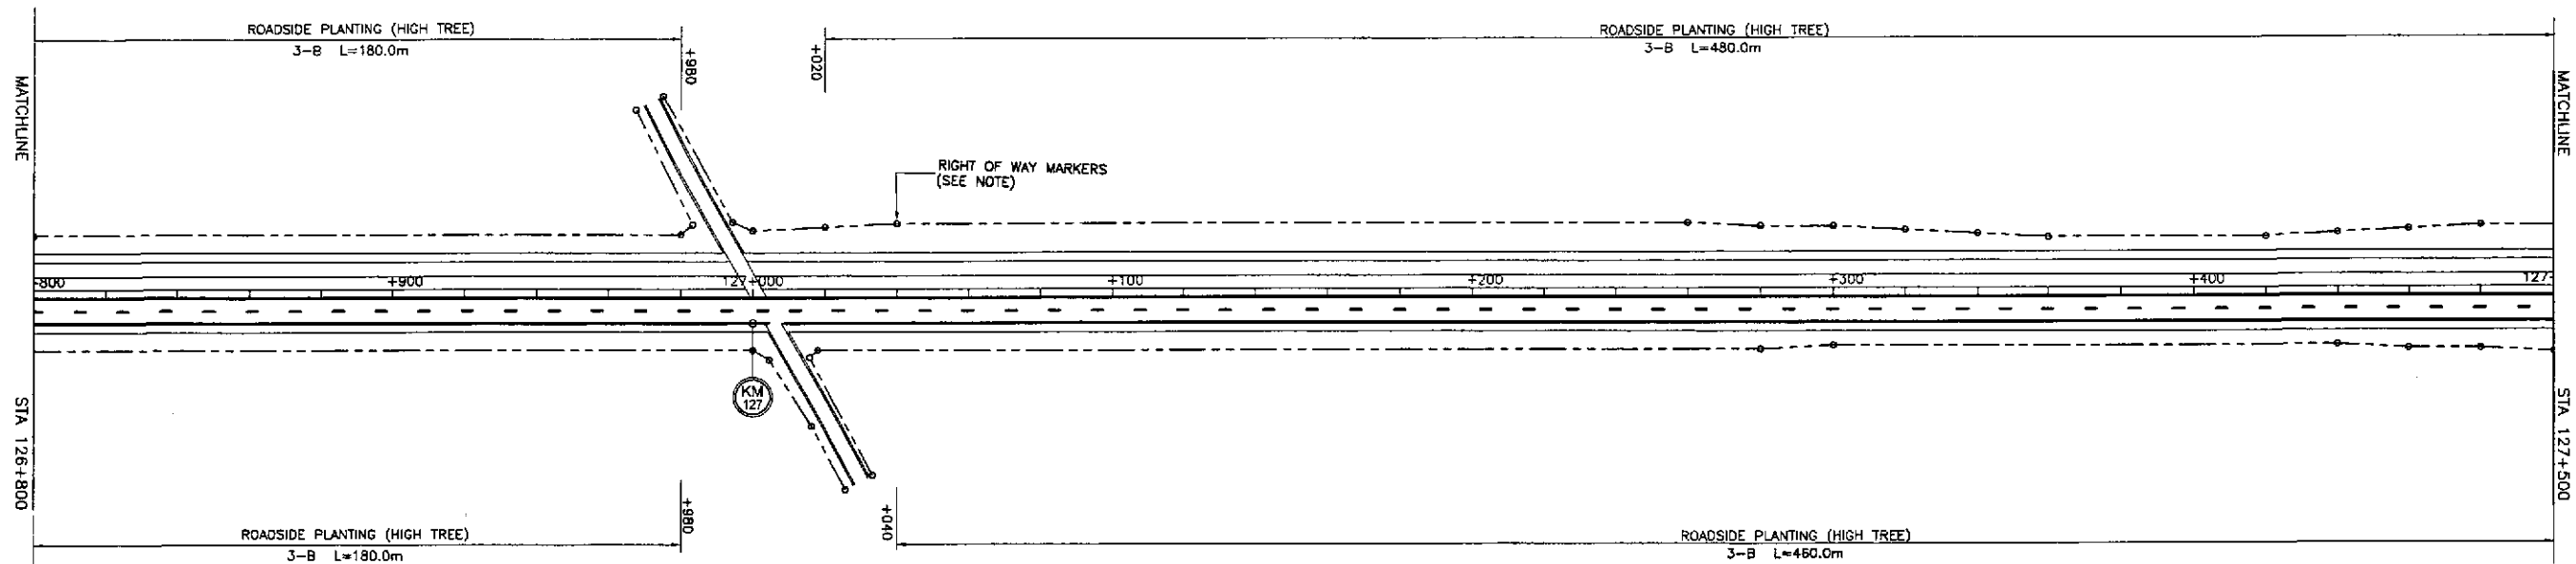 ROADSIDE PLANTING (HIGH TREE)
3-B L=180.0m
+980
+020
ROADSIDE PLANTING (HIGH TREE)
3-B L=480.0m
MATCHLINE
MATCHLINE
RIGHT OF WAY MARKERS
(SEE NOTE)
+800
+900
127+000
+100
+200
+300
+400
127+
KM
127
STA 126+800
STA 127+500
+980
+040
ROADSIDE PLANTING (HIGH TREE)
3-B L=180.0m
ROADSIDE PLANTING (HIGH TREE)
3-B L=460.0m